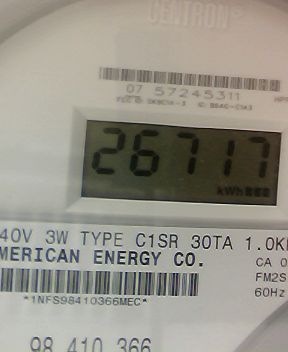 CENTRON®
07 57245311
26717
kWh
40V 3W TYPE C1SR 30TA 1.0K
MERICAN ENERGY CO.
CA 0
FM2S
60Hz
*1NFS98410366MEC*
98 410 366